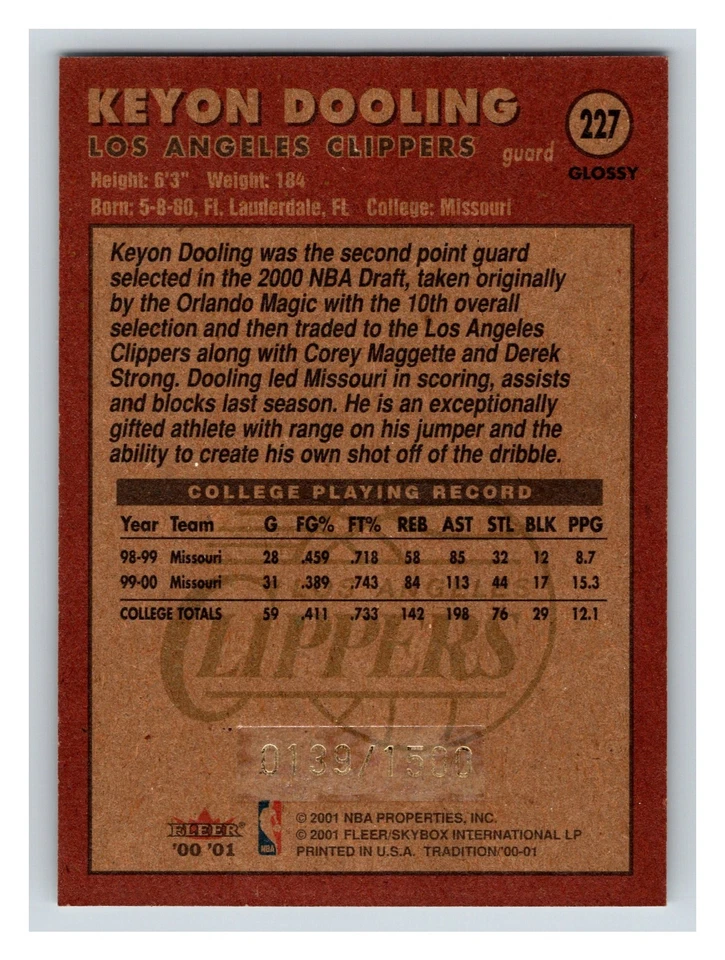 KEYON DOOLING
227
LOS ANGELES CLIPPERS guard
GLOSSY
Height: 6'3" Weight: 184
Born: 5-8-80, Ft. Lauderdale, FL College: Missouri
Keyon Dooling was the second point guard
selected in the 2000 NBA Draft, taken originally
by the Orlando Magic with the 10th overall
selection and then traded to the Los Angeles
Clippers along with Corey Maggette and Derek
Strong. Dooling led Missouri in scoring, assists
and blocks last season. He is an exceptionally
gifted athlete with range on his jumper and the
ability to create his own shot off of the dribble.
COLLEGE PLAYING RECORD
Year Team G FG% FT% REB AST STL BLK PPG
98-99 Missouri 28 .459 .718 58 85 32 12 8.7
99-00 Missouri 31 .389 .743 84 113 44 17 15.3
COLLEGE TOTALS 59 .411 .733 142 198 76 29 12.1
LOS ANGELES
CLIPPERS
0139/1500
FLEER
'00 '01
NBA
© 2001 NBA PROPERTIES, INC.
© 2001 FLEER/SKYBOX INTERNATIONAL LP
PRINTED IN U.S.A. TRADITION/'00-01